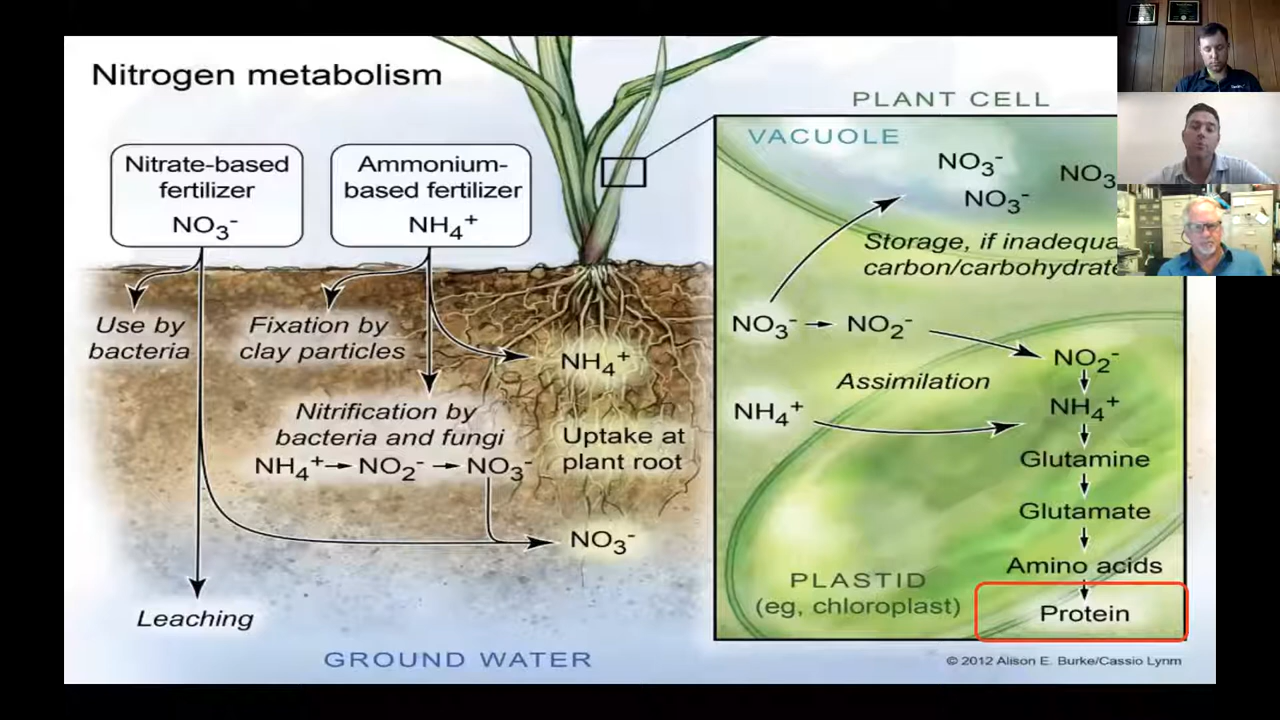 Nitrogen metabolism
Nitrate-based
fertilizer
NO₃⁻
Ammonium-
based fertilizer
NH₄⁺
Use by
bacteria
Fixation by
clay particles
NH₄⁺
Nitrification by
bacteria and fungi
NH₄⁺→ NO₂⁻ → NO₃⁻
Uptake at
plant root
NO₃⁻
Leaching
GROUND WATER
PLANT CELL
VACUOLE
NO₃⁻
NO₃
NO₃⁻
Storage, if inadequa
carbon/carbohydrate
NO₃⁻ → NO₂⁻
NO₂⁻
Assimilation
NH₄⁺
NH₄⁺
Glutamine
Glutamate
Amino acids
PLASTID
(eg, chloroplast)
Protein
© 2012 Alison E. Burke/Cassio Lynm